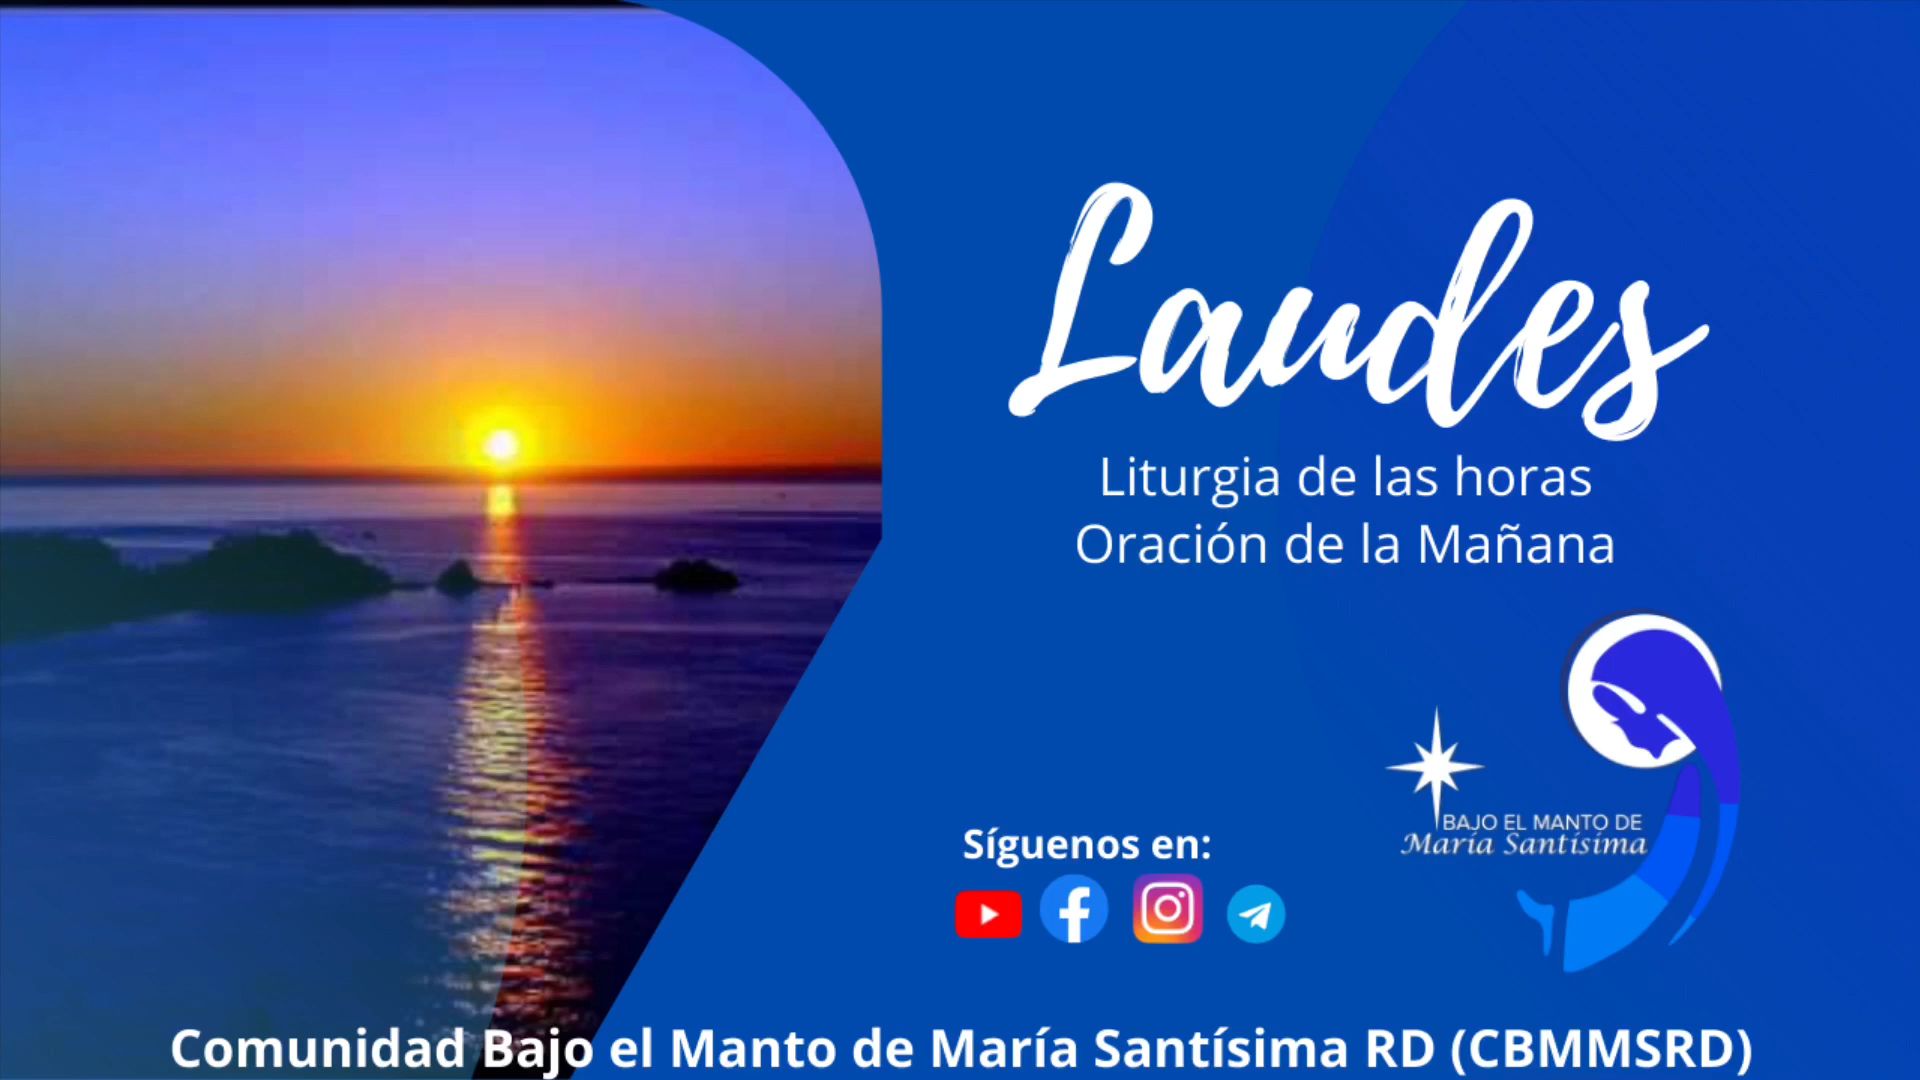 Laudes
Liturgia de las horas
Oración de la Mañana
BAJO EL MANTO DE
María Santísima
Síguenos en:
Comunidad Bajo el Manto de María Santísima RD (CBMMSRD)